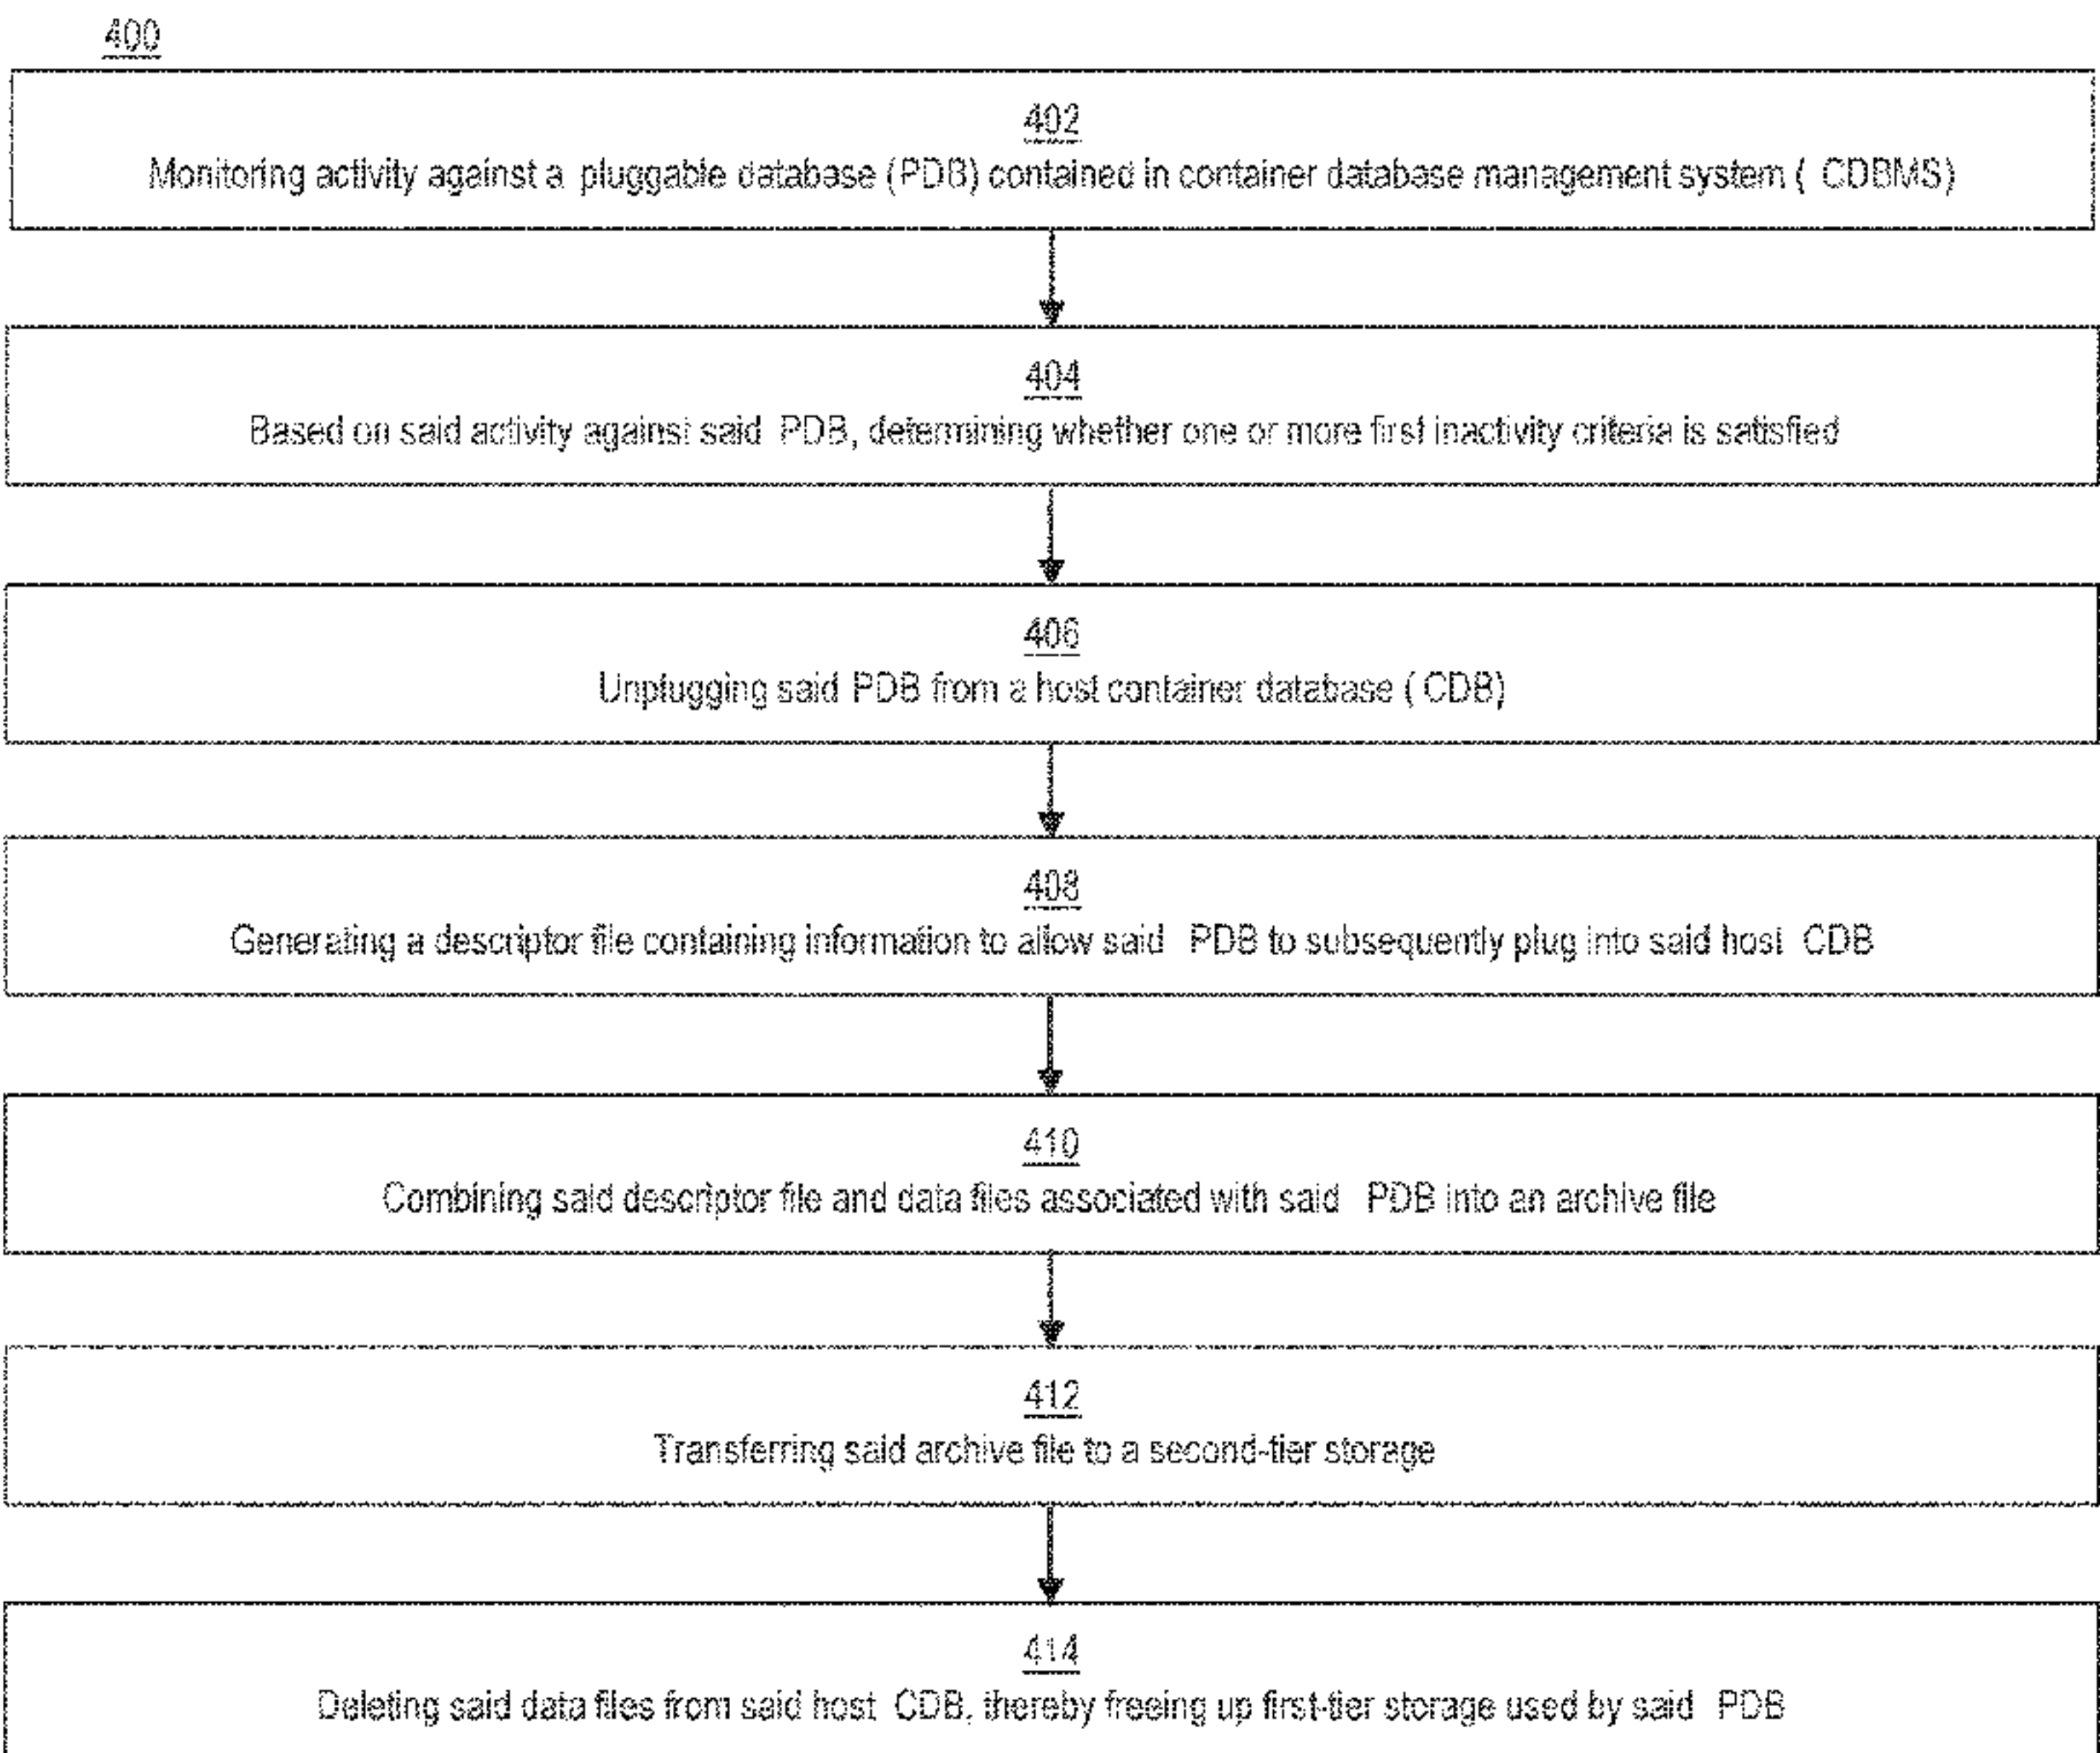 400
402
Monitoring activity against a pluggable database (PDB) contained in container database management system ( CDBMS)
404
Based on said activity against said PDB, determining whether one or more first inactivity criteria is satisfied
406
Unplugging said PDB from a host container database ( CDB)
408
Generating a descriptor file containing information to allow said PDB to subsequently plug into said host CDB
410
Combining said descriptor file and data files associated with said PDB into an archive file
412
Transferring said archive file to a second-tier storage
414
Deleting said data files from said host CDB, thereby freeing up first-tier storage used by said PDB